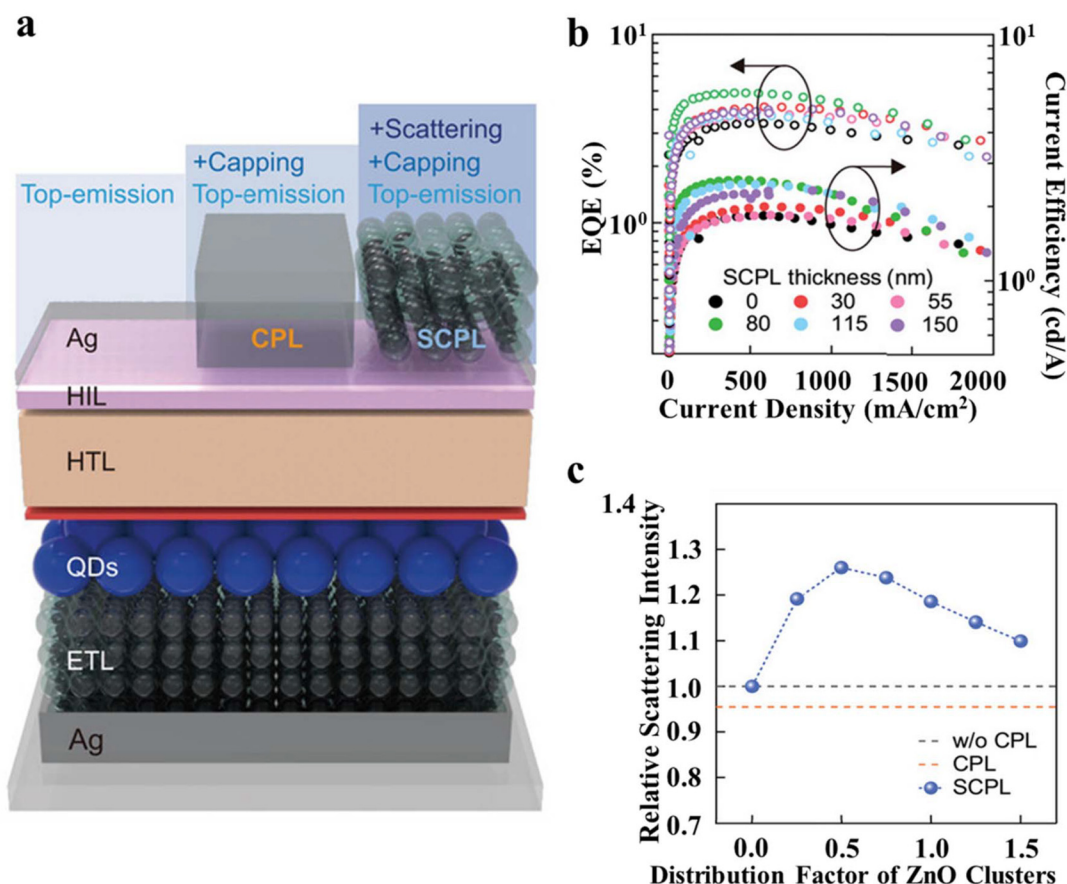 a
+Scattering
+Capping +Capping
Top-emission Top-emission Top-emission
Ag CPL SCPL
HIL
HTL
QDs
ETL
Ag
b
10¹ 10¹
10⁰
10⁰
EQE (%)
Current Efficiency (cd/A)
SCPL thickness (nm)
0 30 55
80 115 150
0 500 1000 1500 2000
Current Density (mA/cm²)
c
1.4
1.3
1.2
1.1
1.0
0.9
0.8
0.7
Relative Scattering Intensity
w/o CPL
CPL
SCPL
0.0 0.5 1.0 1.5
Distribution Factor of ZnO Clusters